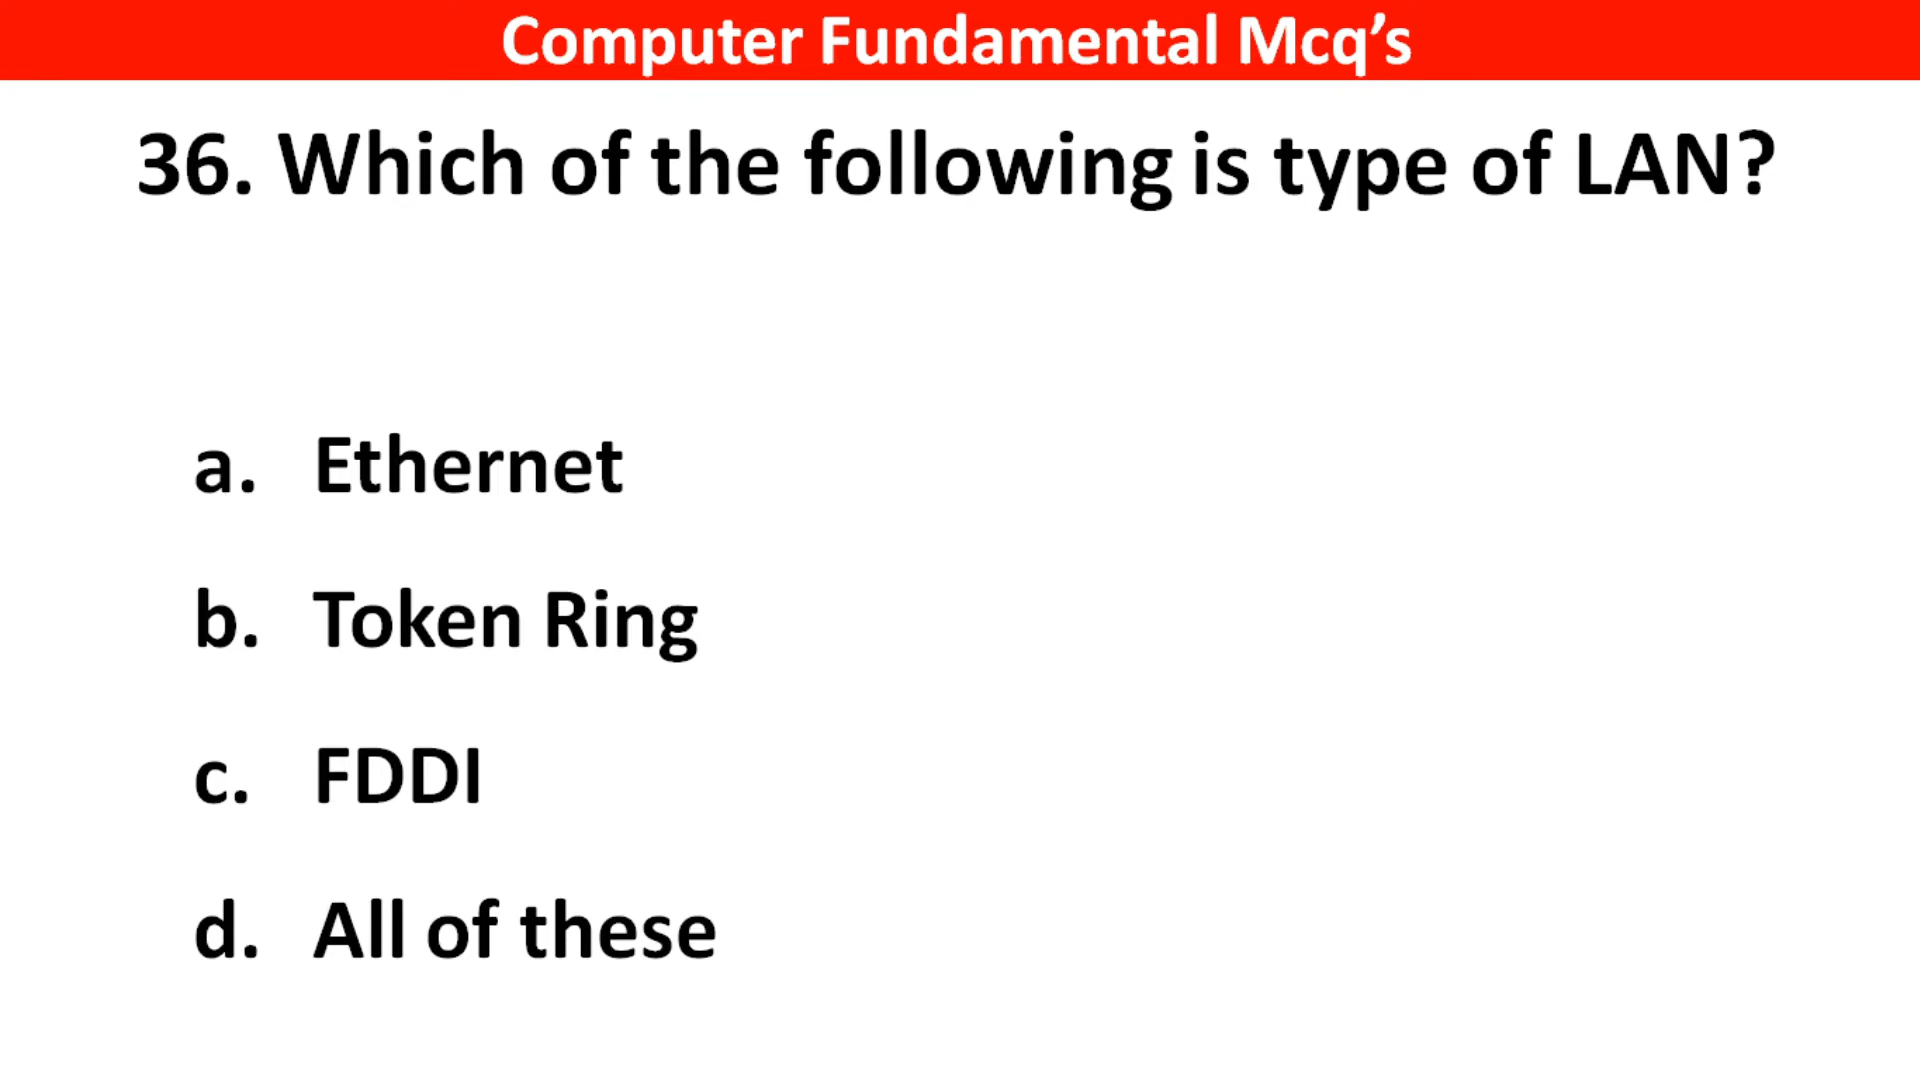 Computer Fundamental Mcq’s
36. Which of the following is type of LAN?
a. Ethernet
b. Token Ring
c. FDDI
d. All of these